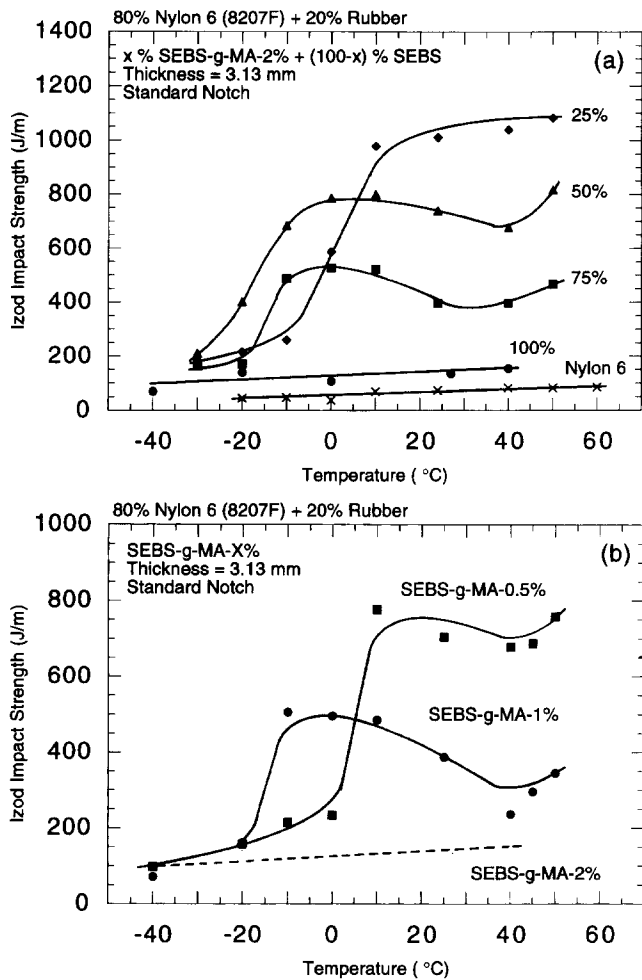 80% Nylon 6 (8207F) + 20% Rubber
x % SEBS-g-MA-2% + (100-x) % SEBS
Thickness = 3.13 mm
Standard Notch
(a)
25%
50%
75%
100%
Nylon 6
1400
1200
1000
800
600
400
200
0
Izod Impact Strength (J/m)
-40 -20 0 20 40 60
Temperature ( °C)
80% Nylon 6 (8207F) + 20% Rubber
SEBS-g-MA-X%
Thickness = 3.13 mm
Standard Notch
(b)
SEBS-g-MA-0.5%
SEBS-g-MA-1%
SEBS-g-MA-2%
1000
800
600
400
200
0
Izod Impact Strength (J/m)
-40 -20 0 20 40 60
Temperature ( °C)